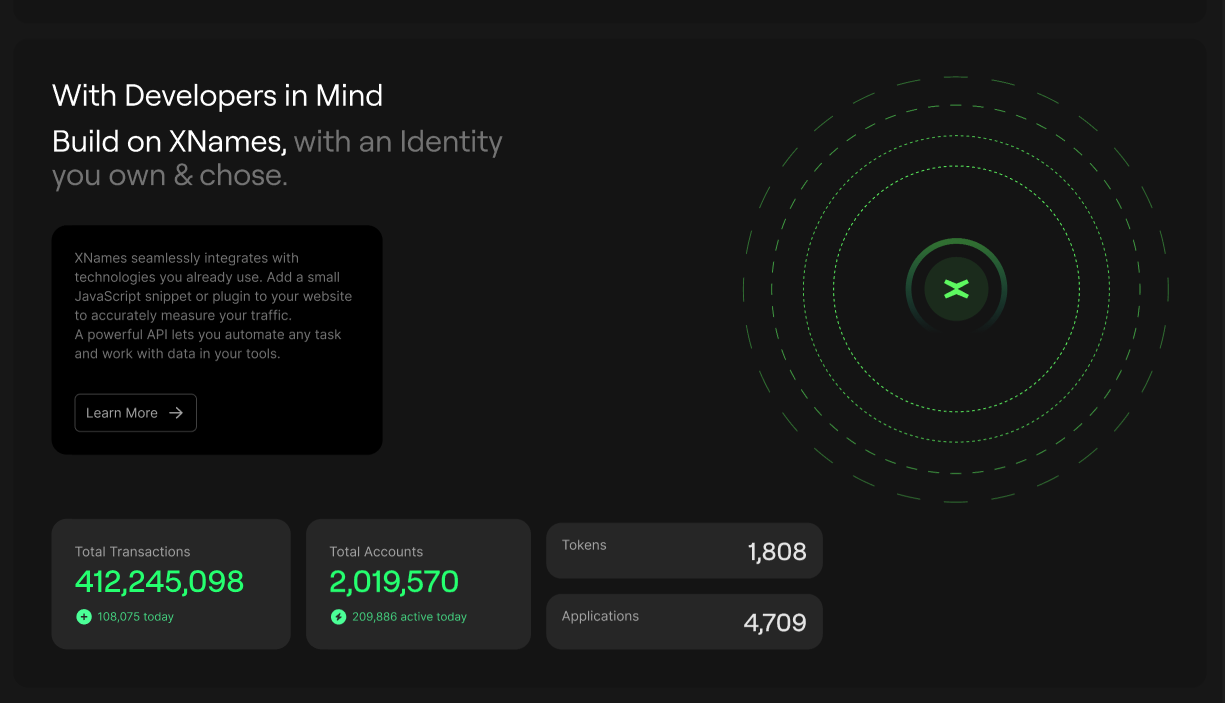 With Developers in Mind
Build on XNames, with an Identity
you own & chose.
XNames seamlessly integrates with
technologies you already use. Add a small
JavaScript snippet or plugin to your website
to accurately measure your traffic.
A powerful API lets you automate any task
and work with data in your tools.
Learn More
Total Transactions
412,245,098
108,075 today
Total Accounts
2,019,570
209,886 active today
Tokens
1,808
Applications
4,709